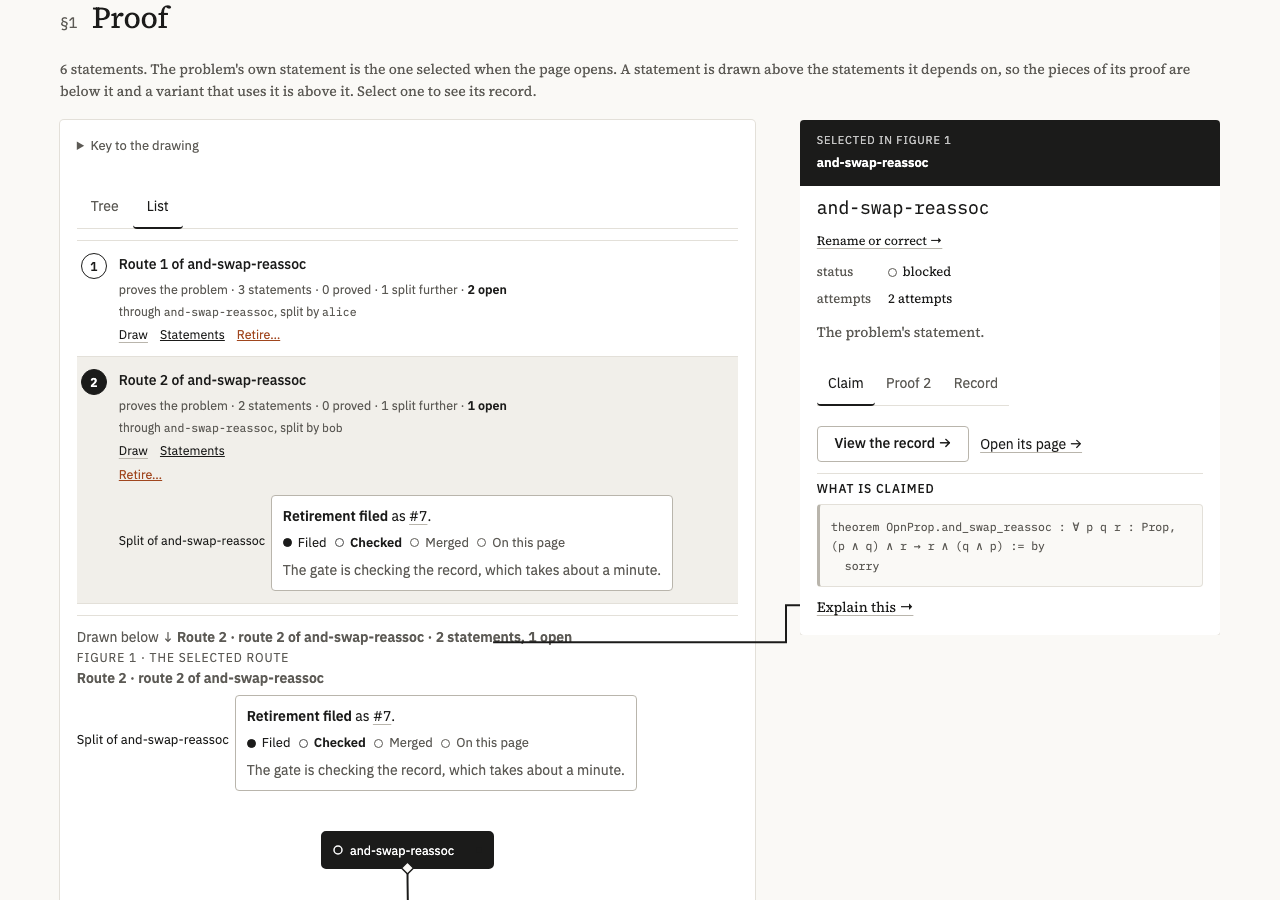 §1 Proof
6 statements. The problem's own statement is the one selected when the page opens. A statement is drawn above the statements it depends on, so the pieces of its proof are
below it and a variant that uses it is above it. Select one to see its record.
▶ Key to the drawing
Tree List
1 Route 1 of and-swap-reassoc
proves the problem · 3 statements · 0 proved · 1 split further · 2 open
through and-swap-reassoc, split by alice
Draw Statements Retire…
2 Route 2 of and-swap-reassoc
proves the problem · 2 statements · 0 proved · 1 split further · 1 open
through and-swap-reassoc, split by bob
Draw Statements
Retire…
Split of and-swap-reassoc
Retirement filed as #7.
Filed Checked Merged On this page
The gate is checking the record, which takes about a minute.
Drawn below ↓ Route 2 · route 2 of and-swap-reassoc · 2 statements, 1 open
FIGURE 1 · THE SELECTED ROUTE
Route 2 · route 2 of and-swap-reassoc
Split of and-swap-reassoc
Retirement filed as #7.
Filed Checked Merged On this page
The gate is checking the record, which takes about a minute.
and-swap-reassoc
SELECTED IN FIGURE 1
and-swap-reassoc
and-swap-reassoc
Rename or correct →
status blocked
attempts 2 attempts
The problem's statement.
Claim Proof 2 Record
View the record → Open its page →
WHAT IS CLAIMED
theorem OpnProp.and_swap_reassoc : ∀ p q r : Prop,
(p ∧ q) ∧ r → r ∧ (q ∧ p) := by
sorry
Explain this →